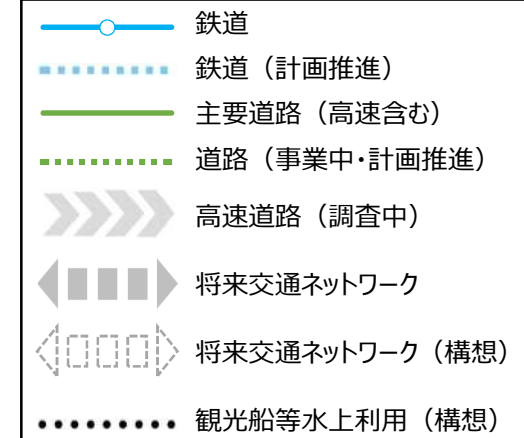 鉄道
鉄道（計画推進）
主要道路（高速含む）
道路（事業中・計画推進）
高速道路（調査中）
将来交通ネットワーク
将来交通ネットワーク（構想）
観光船等水上利用（構想）